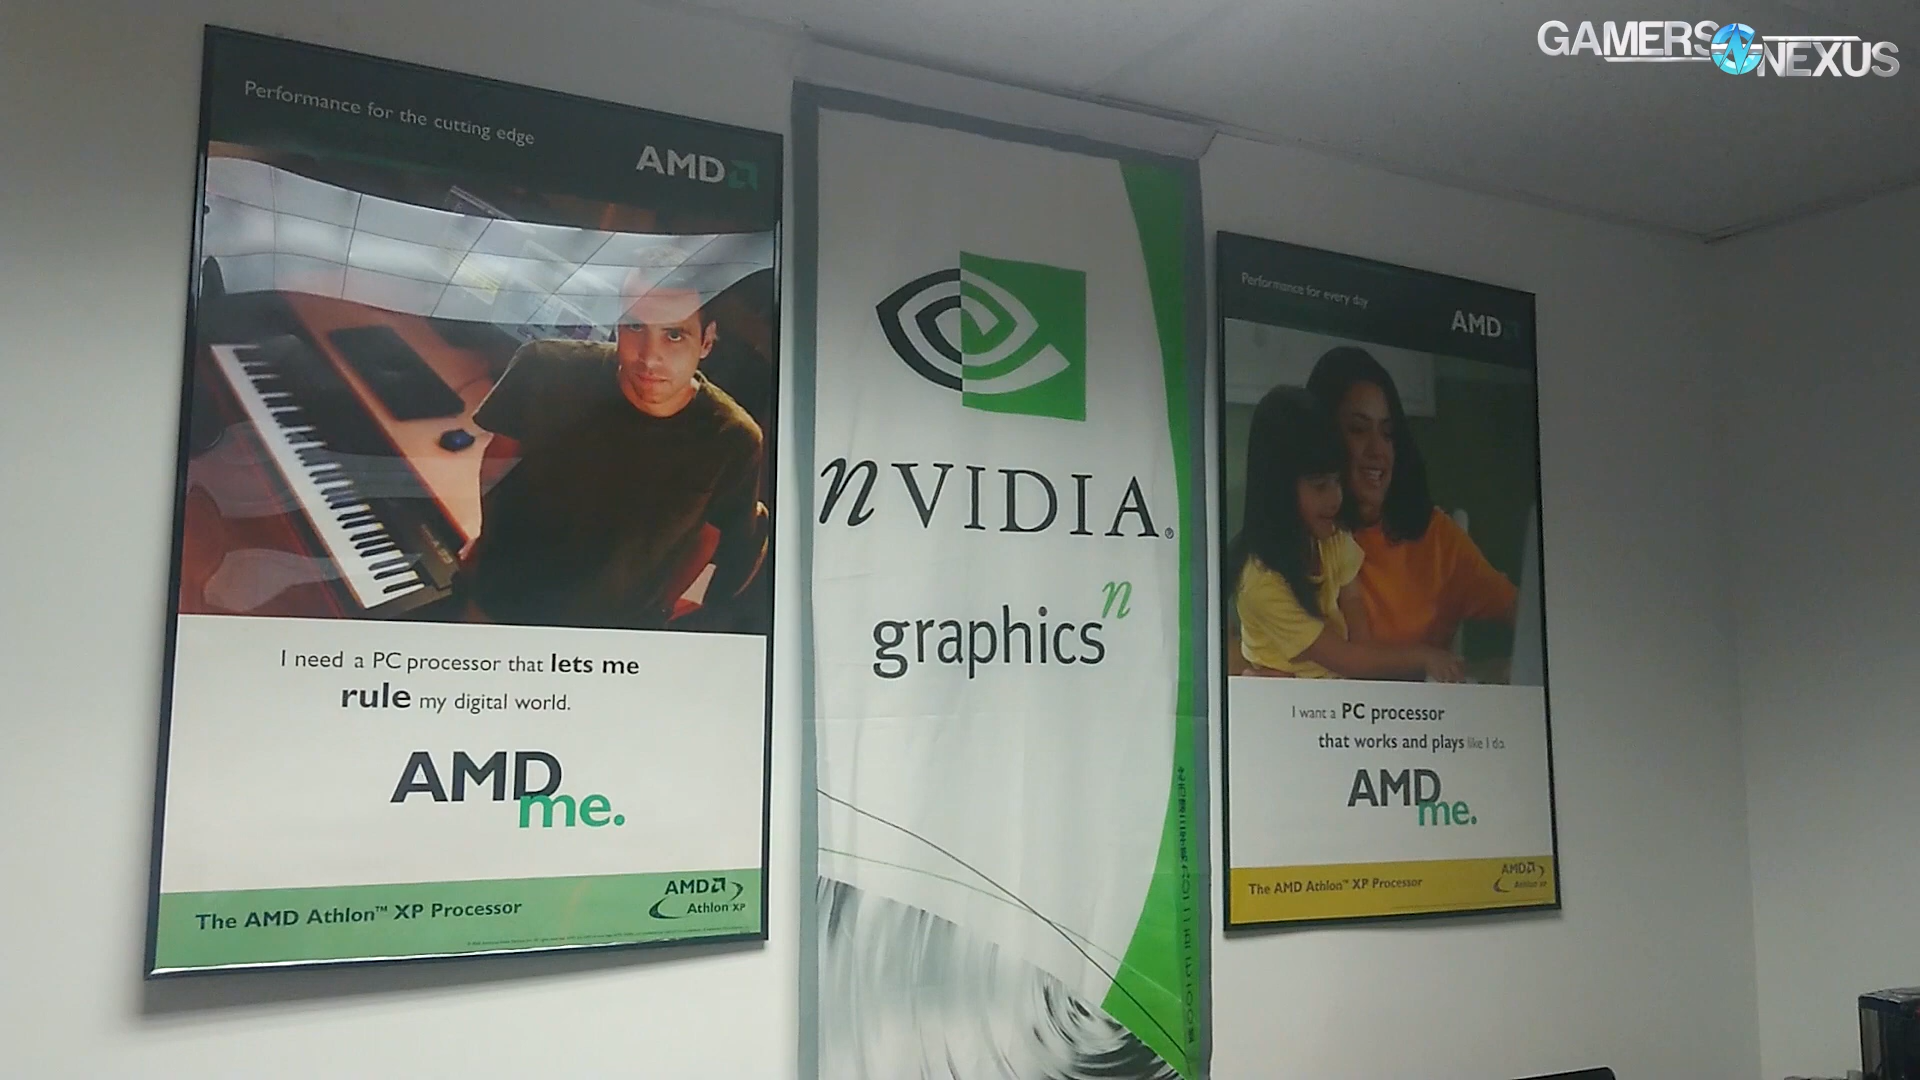 GAMERS NEXUS
Performance for the cutting edge
AMD
I need a PC processor that lets me
rule my digital world.
AMD
me.
The AMD Athlon™ XP Processor
AMD
Athlon XP
nVIDIA®
graphics n
Performance for every day
AMD
I want a PC processor
that works and plays like I do.
AMD
me.
The AMD Athlon™ XP Processor
AMD
Athlon XP